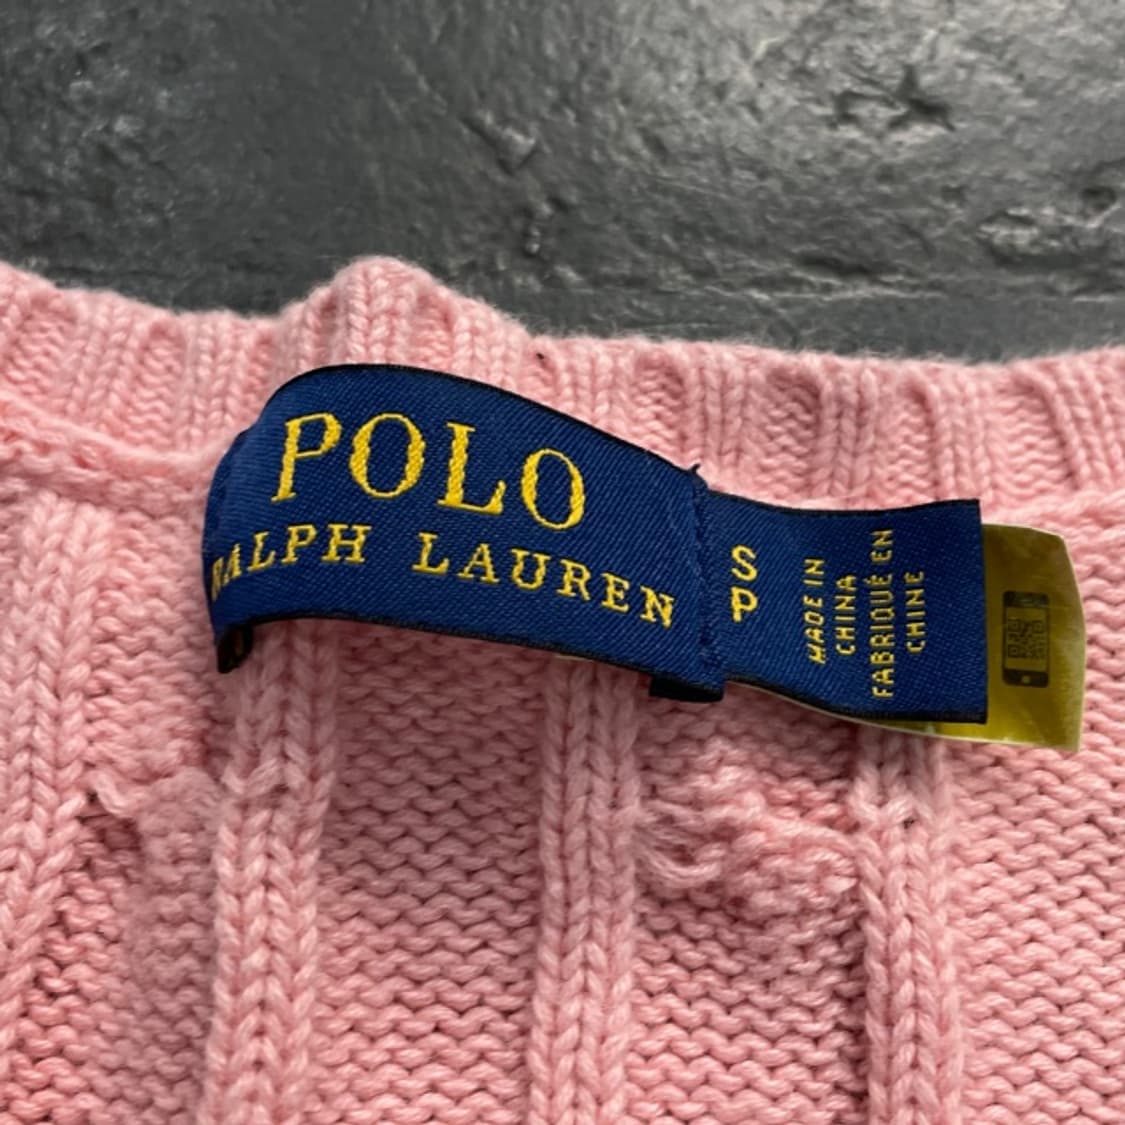 POLO
RALPH LAUREN
S
P
MADE IN
CHINA
FABRIQUÉ EN
CHINE